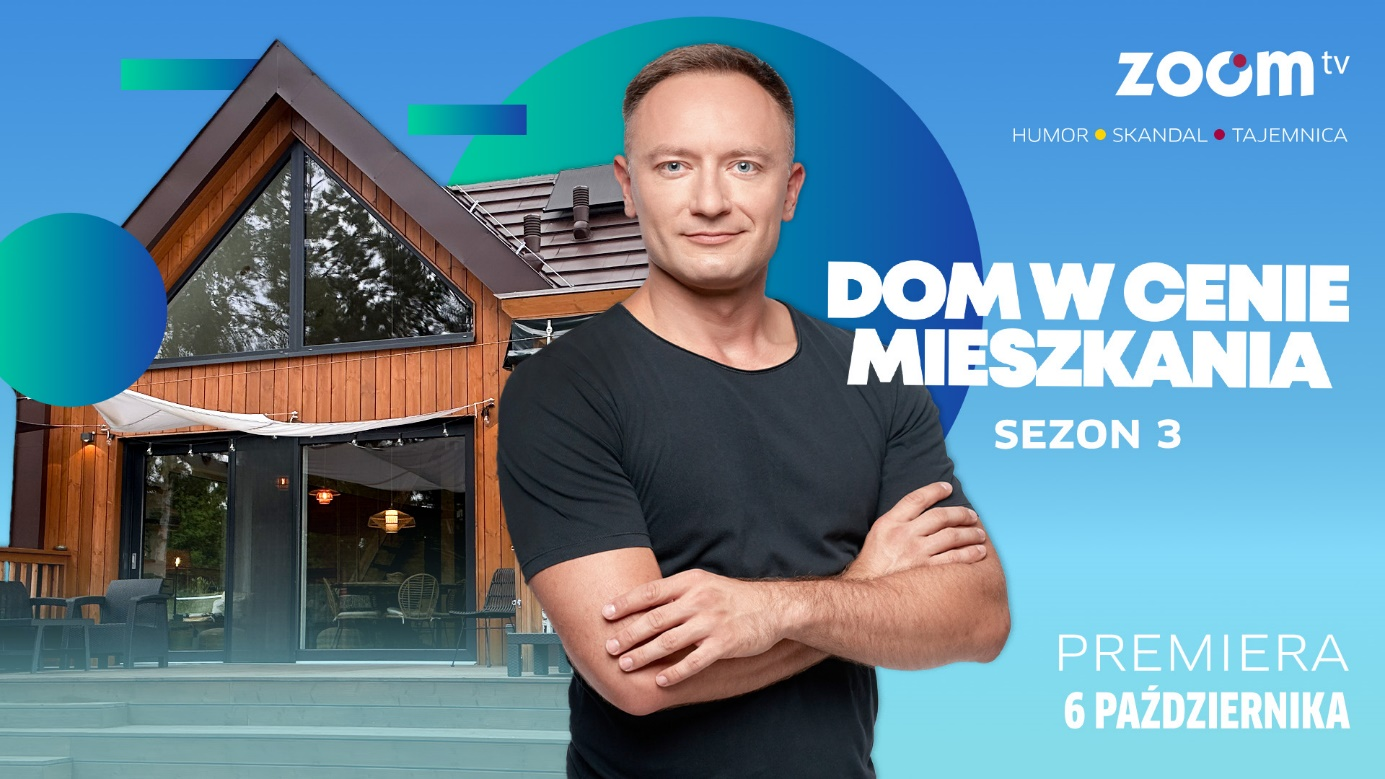 zoom tv
HUMOR • SKANDAL • TAJEMNICA
DOM W CENIE
MIESZKANIA
SEZON 3
PREMIERA
6 PAŹDZIERNIKA